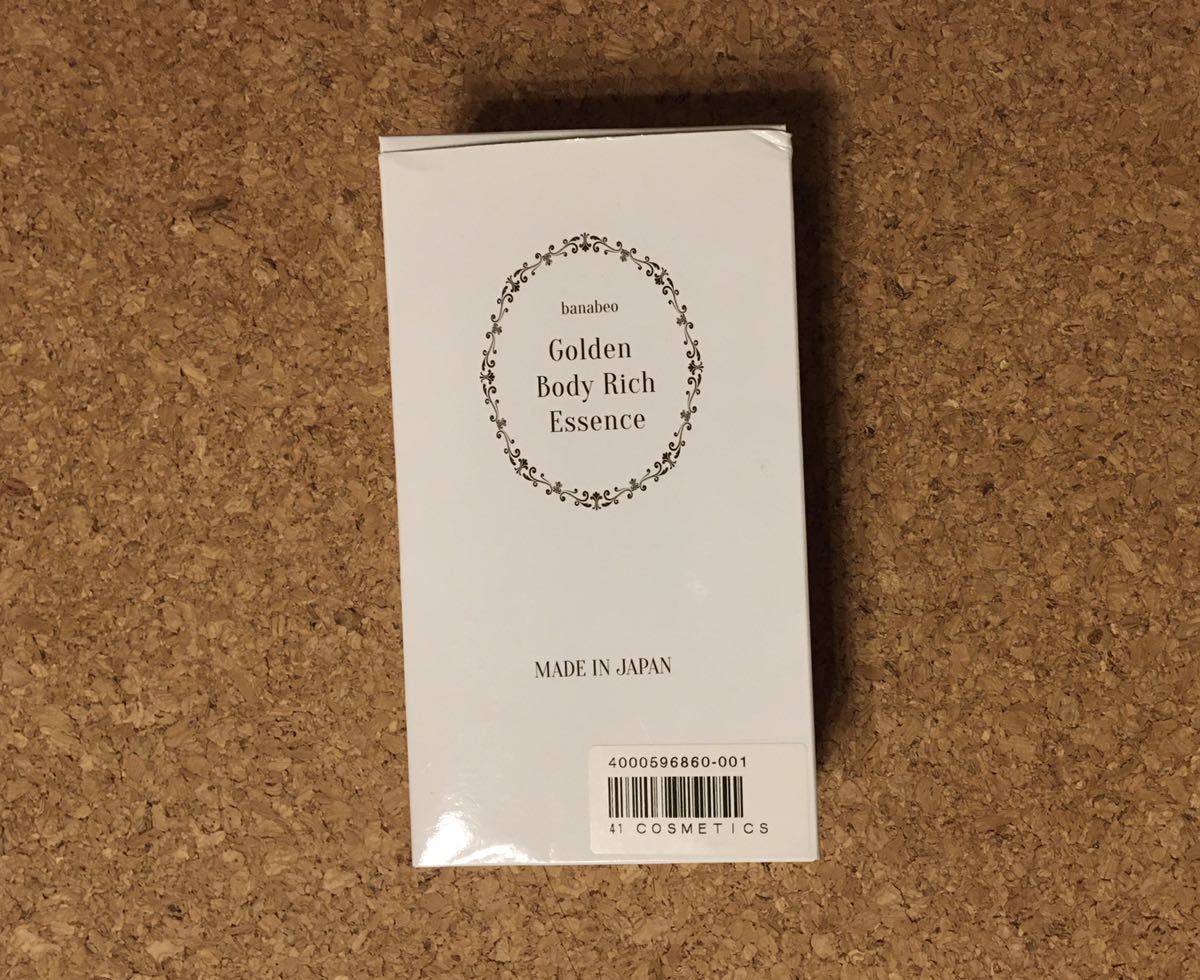 banabeo
Golden
Body Rich
Essence
MADE IN JAPAN
4000596860-001
41 COSMETICS